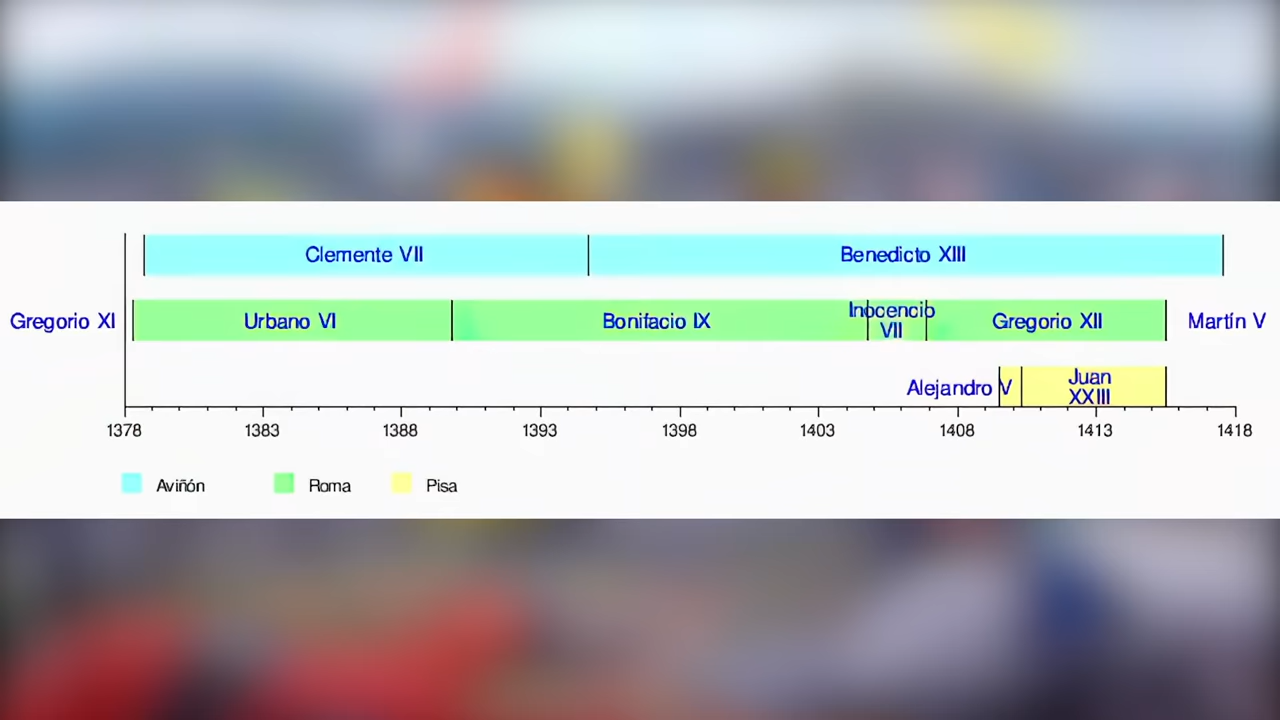 Clemente VII
Benedicto XIII
Gregorio XI
Urbano VI
Bonifacio IX
Inocencio
VII
Gregorio XII
Martín V
Alejandro V
Juan
XXIII
1378 1383 1388 1393 1398 1403 1408 1413 1418
Aviñón Roma Pisa